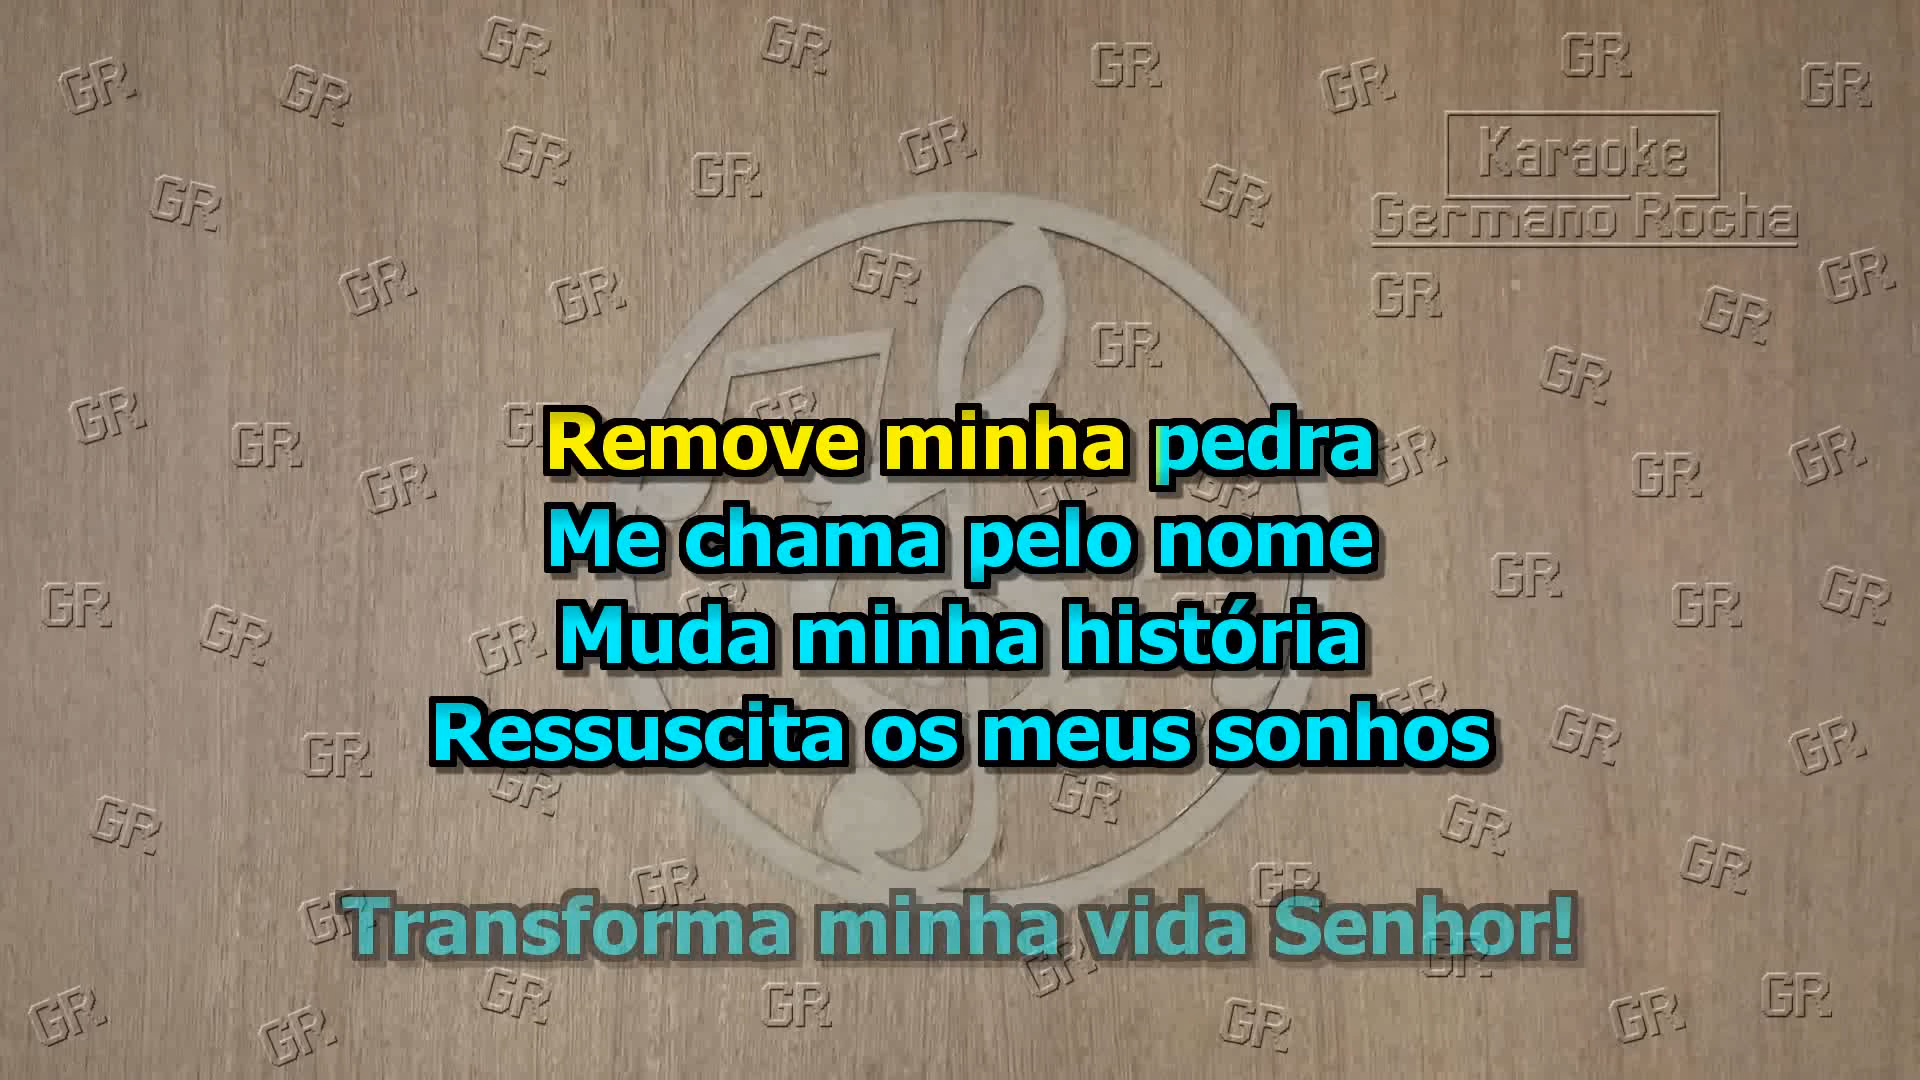 Karaoke
Germano Rocha
Remove minha pedra
Me chama pelo nome
Muda minha história
Ressuscita os meus sonhos
Transforma minha vida Senhor!
GR